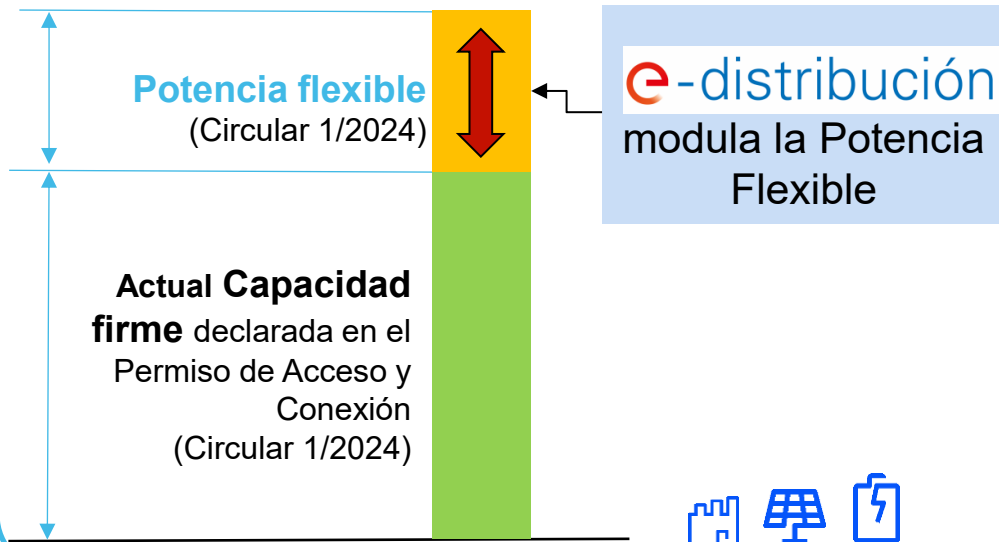 Potencia flexible
(Circular 1/2024)
e-distribución
modula la Potencia
Flexible
Actual Capacidad
firme declarada en el
Permiso de Acceso y
Conexión
(Circular 1/2024)